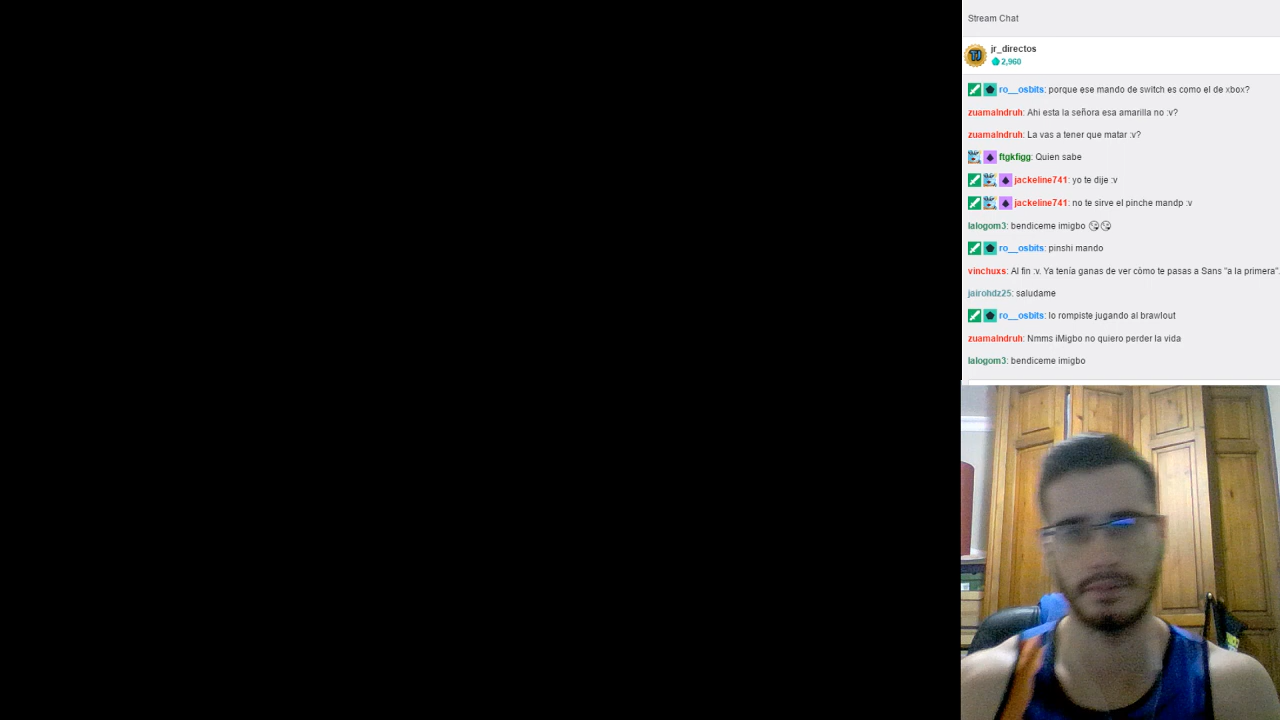 Stream Chat
jr_directos
2,960
ro__osbits: porque ese mando de switch es como el de xbox?
zuamalndruh: Ahi esta la señora esa amarilla no :v?
zuamalndruh: La vas a tener que matar :v?
ftgkfigg: Quien sabe
jackeline741: yo te dije :v
jackeline741: no te sirve el pinche mandp :v
lalogom3: bendiceme imigbo 😘😘
ro__osbits: pinshi mando
vinchuxs: Al fin :v. Ya tenía ganas de ver cómo te pasas a Sans "a la primera".
jairohdz25: saludame
ro__osbits: lo rompiste jugando al brawlout
zuamalndruh: Nmms iMigbo no quiero perder la vida
lalogom3: bendiceme imigbo